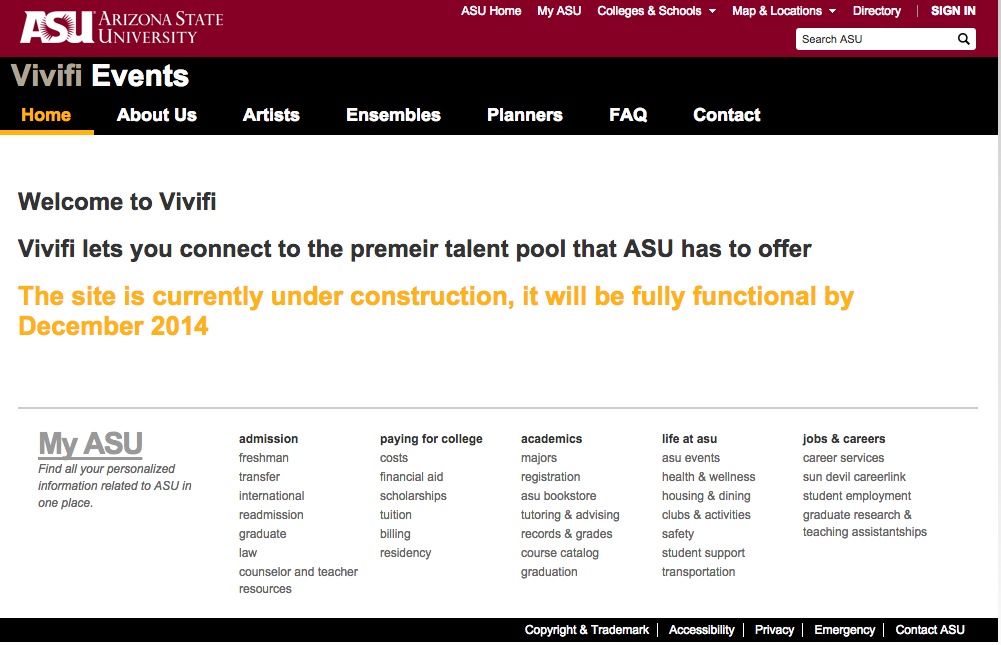 ASU ARIZONA STATE UNIVERSITY
ASU Home My ASU Colleges & Schools Map & Locations Directory SIGN IN
Search ASU
Vivifi Events
Home About Us Artists Ensembles Planners FAQ Contact
Welcome to Vivifi
Vivifi lets you connect to the premeir talent pool that ASU has to offer
The site is currently under construction, it will be fully functional by
December 2014
My ASU
Find all your personalized
information related to ASU in
one place.
admission
freshman
transfer
international
readmission
graduate
law
counselor and teacher
resources
paying for college
costs
financial aid
scholarships
tuition
billing
residency
academics
majors
registration
asu bookstore
tutoring & advising
records & grades
course catalog
graduation
life at asu
asu events
health & wellness
housing & dining
clubs & activities
safety
student support
transportation
jobs & careers
career services
sun devil careerlink
student employment
graduate research &
teaching assistantships
Copyright & Trademark Accessibility Privacy Emergency Contact ASU